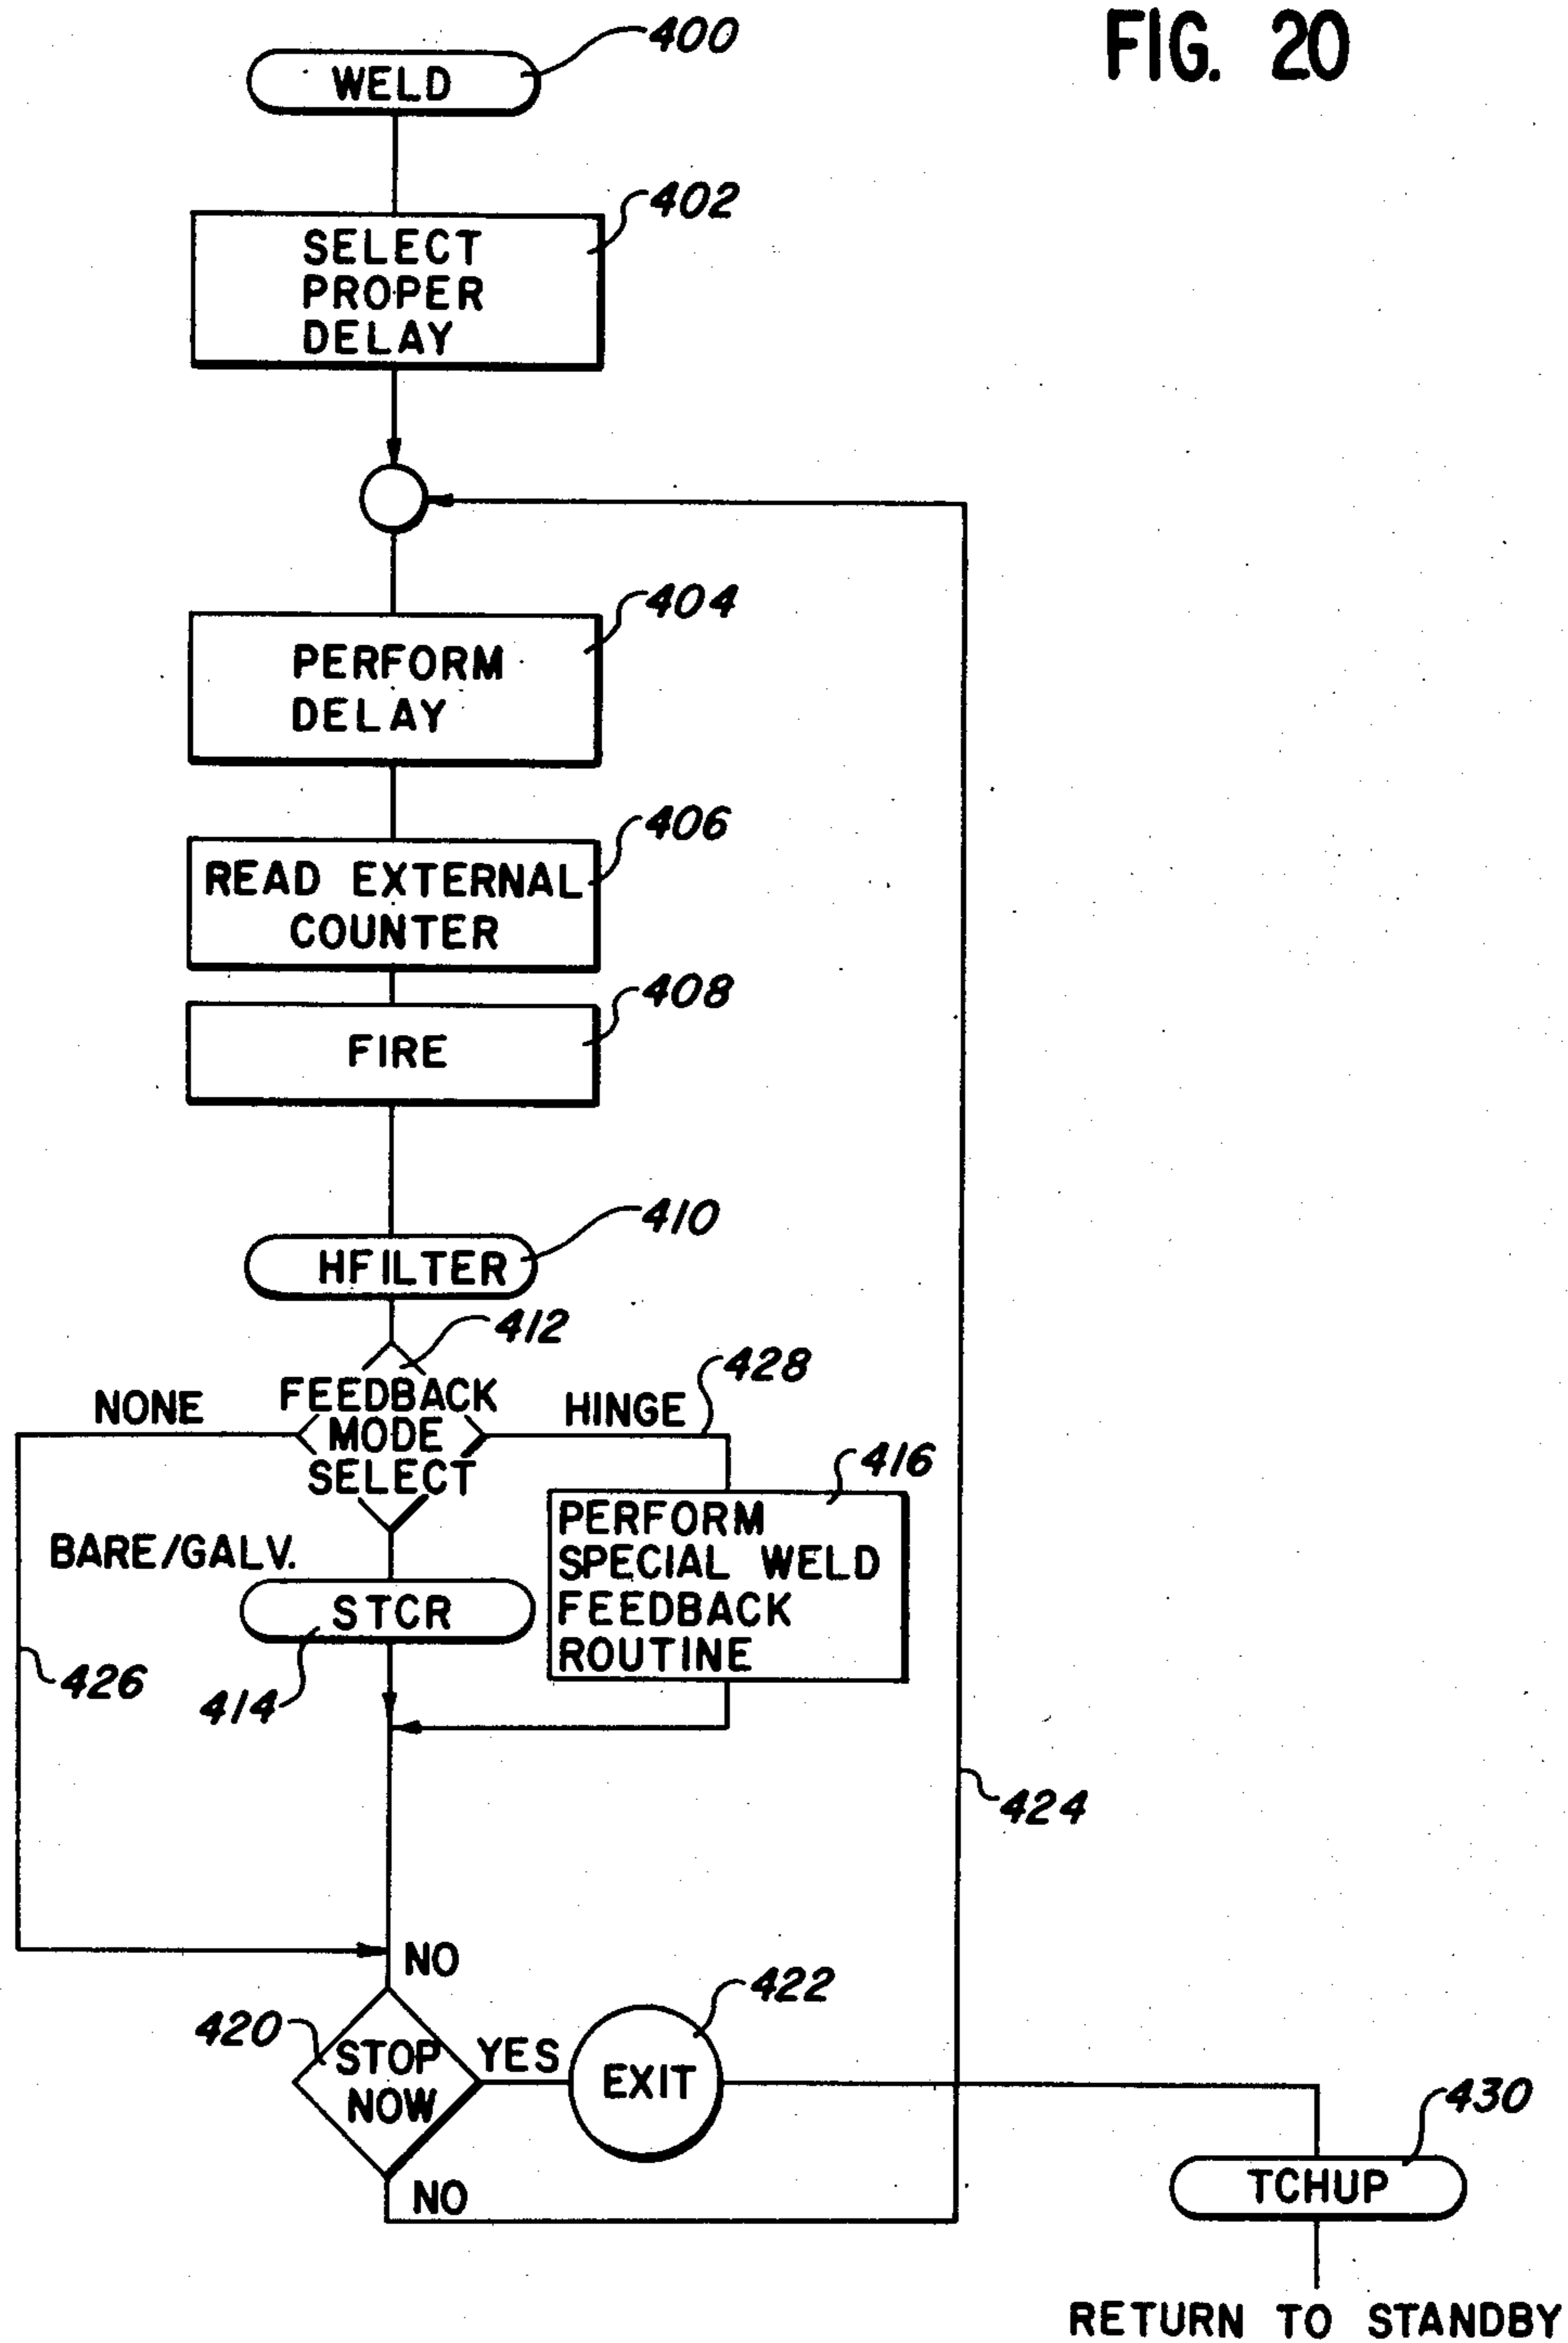 FIG. 20
400
WELD
402
SELECT
PROPER
DELAY
404
PERFORM
DELAY
406
READ EXTERNAL
COUNTER
408
FIRE
410
HFILTER
412
FEEDBACK
MODE
SELECT
NONE
HINGE
428
416
PERFORM
SPECIAL WELD
FEEDBACK
ROUTINE
BARE/GALV.
STCR
414
426
424
NO
420
STOP
NOW
YES
422
EXIT
NO
430
TCHUP
RETURN TO STANDBY